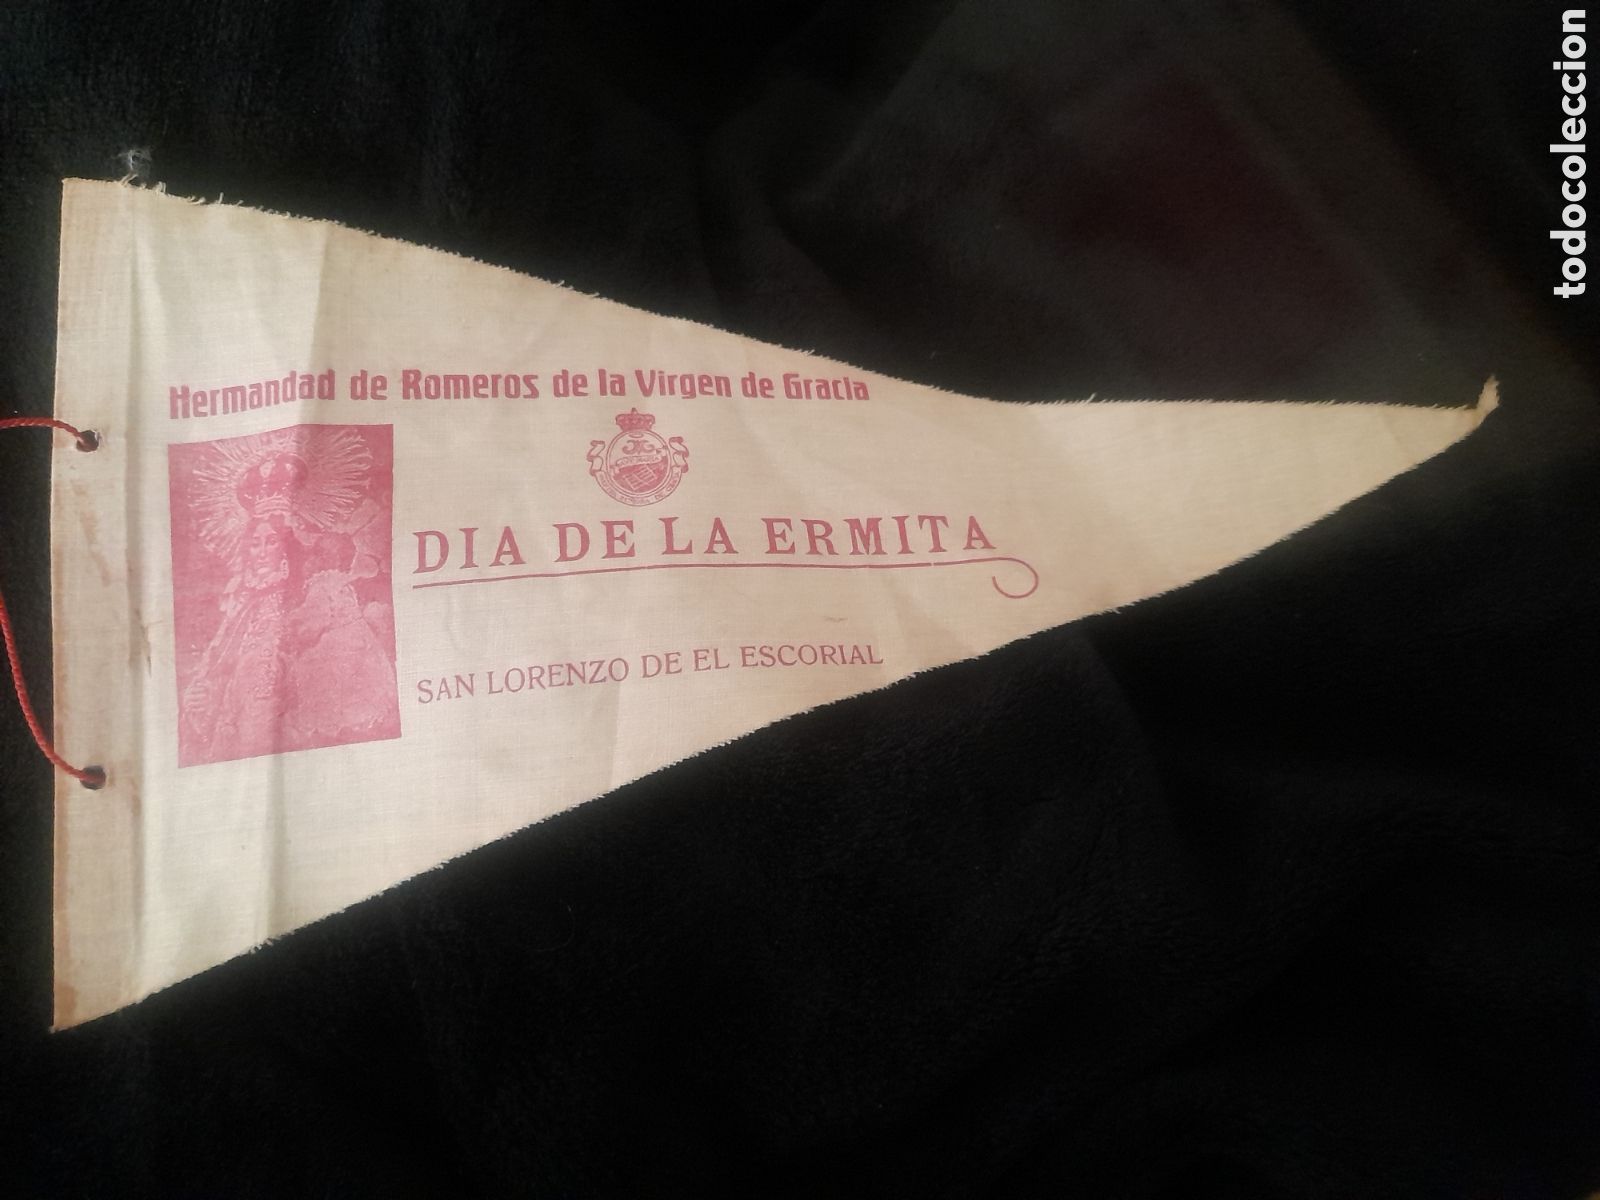 Hermandad de Romeros de la Virgen de Gracia
DIA DE LA ERMITA
SAN LORENZO DE EL ESCORIAL
todocoleccion